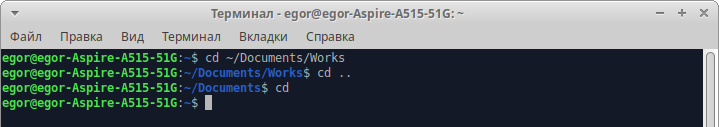 Терминал - egor@egor-Aspire-A515-51G: ~
Файл Правка Вид Терминал Вкладки Справка
egor@egor-Aspire-A515-51G:~$ cd ~/Documents/Works
egor@egor-Aspire-A515-51G:~/Documents/Works$ cd ..
egor@egor-Aspire-A515-51G:~/Documents$ cd
egor@egor-Aspire-A515-51G:~$